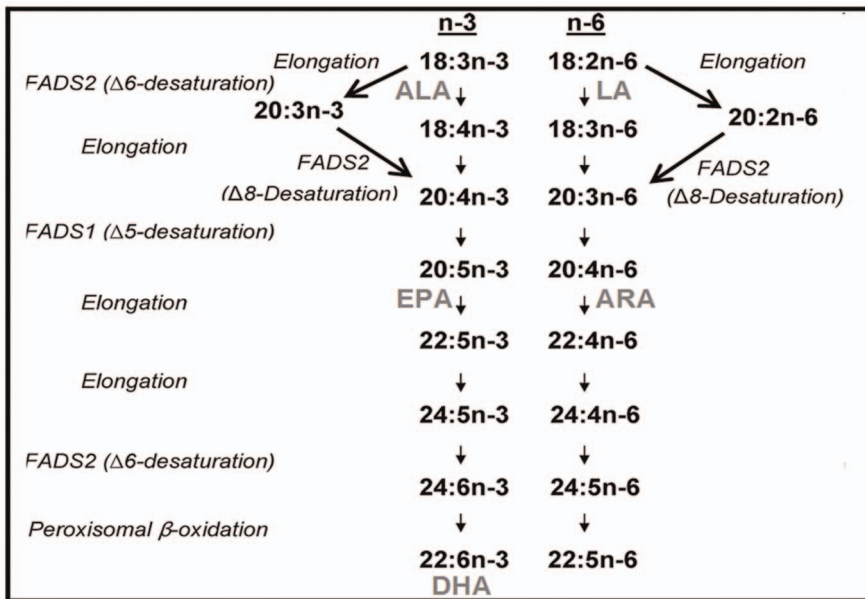 n-3 n-6
Elongation 18:3n-3 18:2n-6 Elongation
FADS2 (Δ6-desaturation) ALA ↓ ↓ LA
20:3n-3 20:2n-6
18:4n-3 18:3n-6
Elongation ↓ ↓
FADS2 FADS2
(Δ8-Desaturation) 20:4n-3 20:3n-6 (Δ8-Desaturation)
FADS1 (Δ5-desaturation) ↓ ↓
20:5n-3 20:4n-6
EPA ↓ ↓ ARA
Elongation
22:5n-3 22:4n-6
Elongation ↓ ↓
24:5n-3 24:4n-6
FADS2 (Δ6-desaturation) ↓ ↓
24:6n-3 24:5n-6
Peroxisomal β-oxidation ↓ ↓
22:6n-3 22:5n-6
DHA